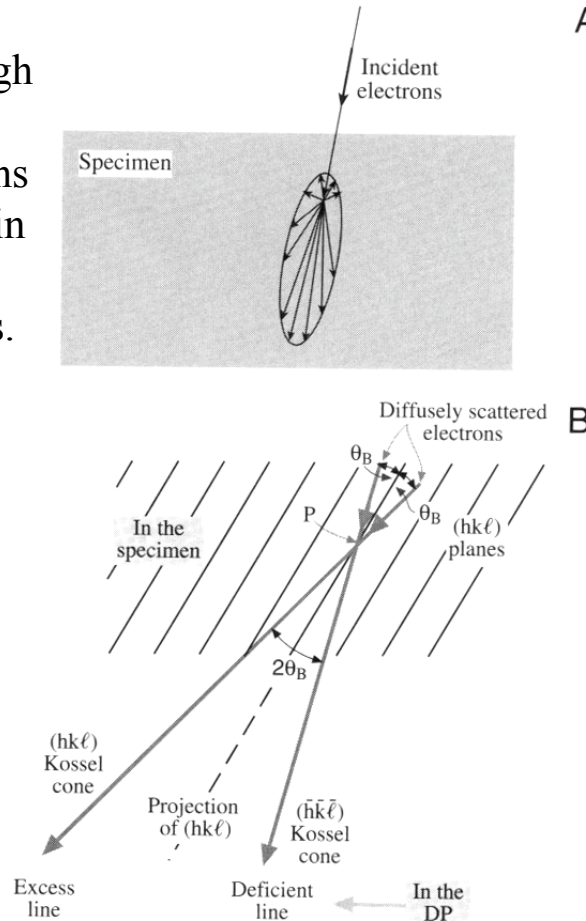 A
gh
Incident
electrons
Specimen
ns
in
s.
Diffusely scattered
electrons
B
θB
θB
P
In the
specimen
(hkℓ)
planes
2θB
(hkℓ)
Kossel
cone
Projection
of (hkℓ)
(h̄k̄ℓ̄)
Kossel
cone
Excess
line
Deficient
line
In the
DP